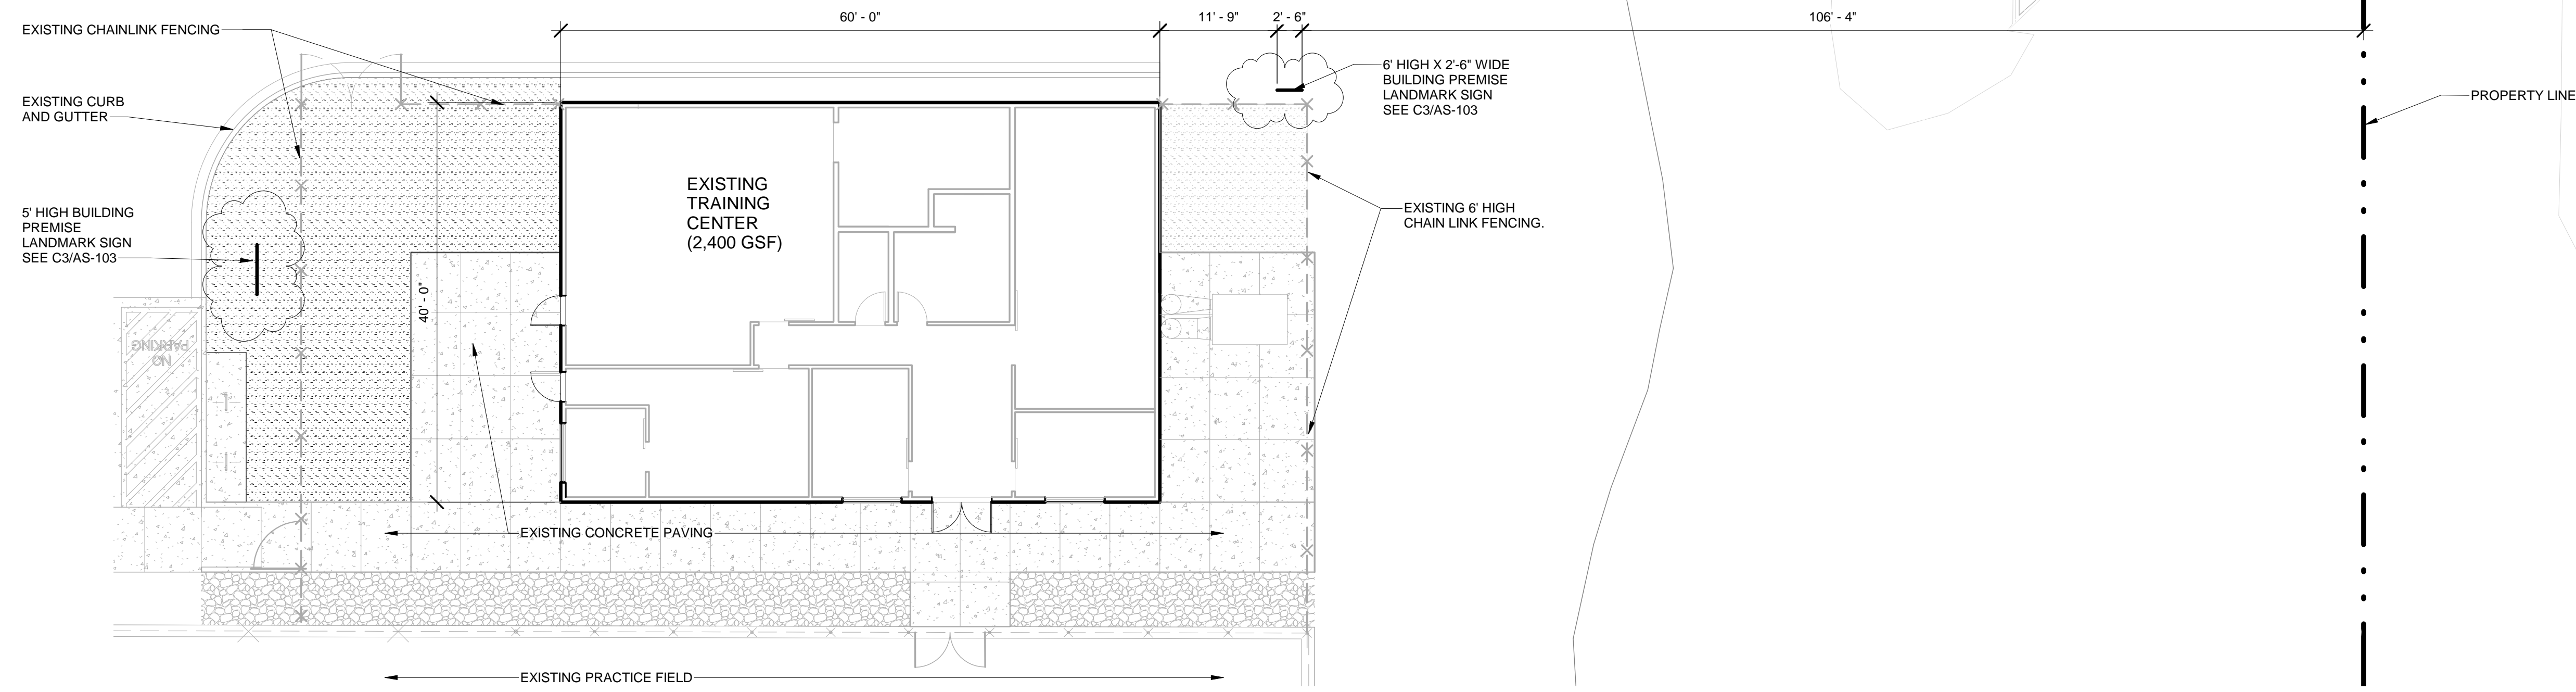 60' - 0"
11' - 9"
2' - 6"
106' - 4"
EXISTING CHAINLINK FENCING
6' HIGH X 2'-6" WIDE
BUILDING PREMISE
LANDMARK SIGN
SEE C3/AS-103
EXISTING CURB
AND GUTTER
PROPERTY LINE
EXISTING
TRAINING
CENTER
(2,400 GSF)
5' HIGH BUILDING
PREMISE
LANDMARK SIGN
SEE C3/AS-103
EXISTING 6' HIGH
CHAIN LINK FENCING.
40' - 0"
NO
PARKING
EXISTING CONCRETE PAVING
EXISTING PRACTICE FIELD